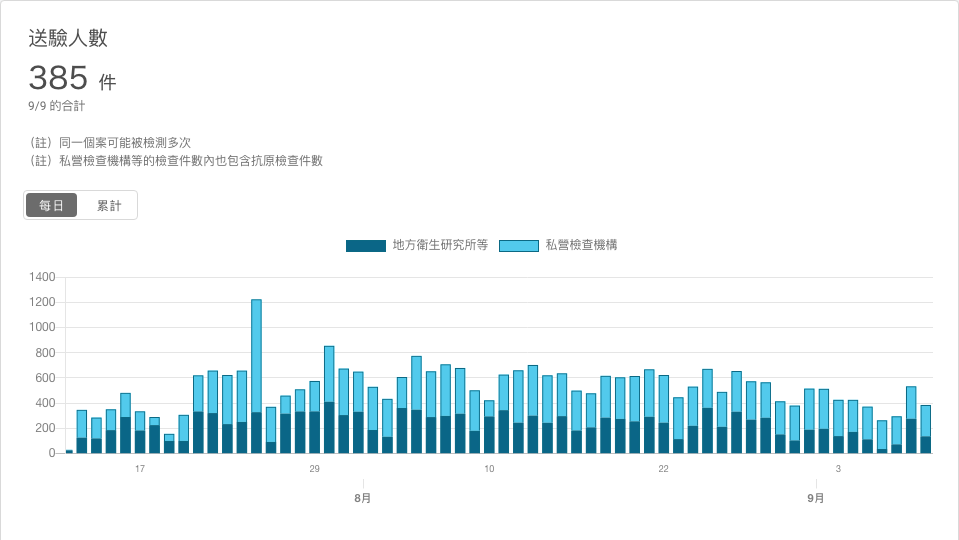 送驗人數
385 件
9/9 的合計
（註）同一個案可能被檢測多次
（註）私營檢查機構等的檢查件數內也包含抗原檢查件數
每日 累計
地方衛生研究所等 私營檢查機構
1400
1200
1000
800
600
400
200
0
17 29 10 22 3
8月 9月